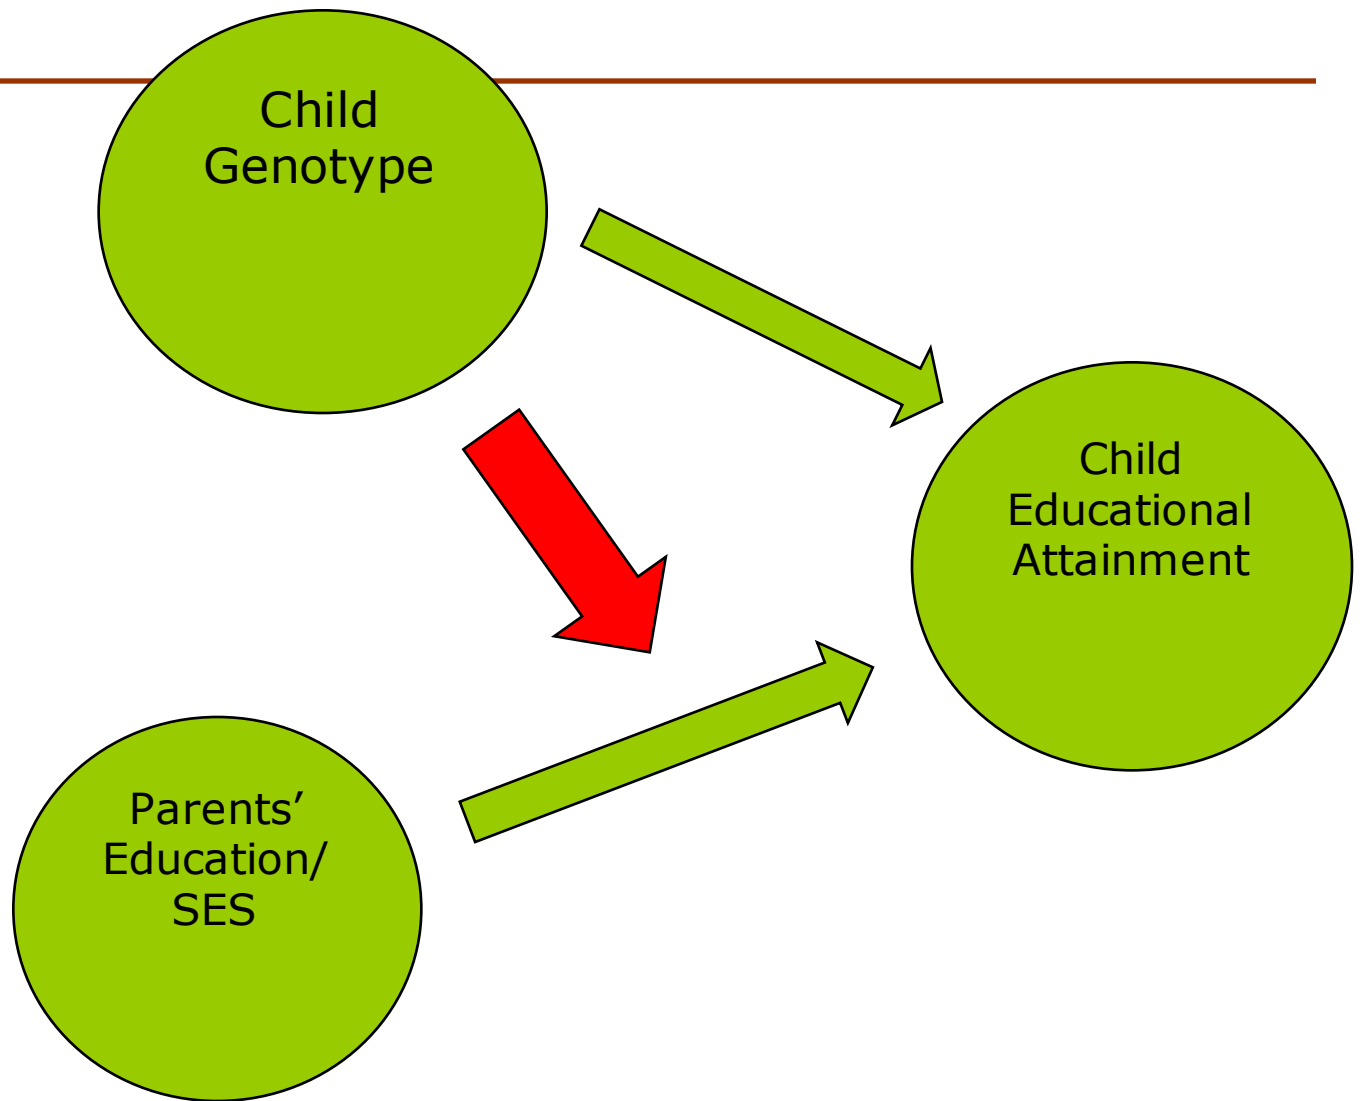 Child
Genotype
Child
Educational
Attainment
Parents’
Education/
SES